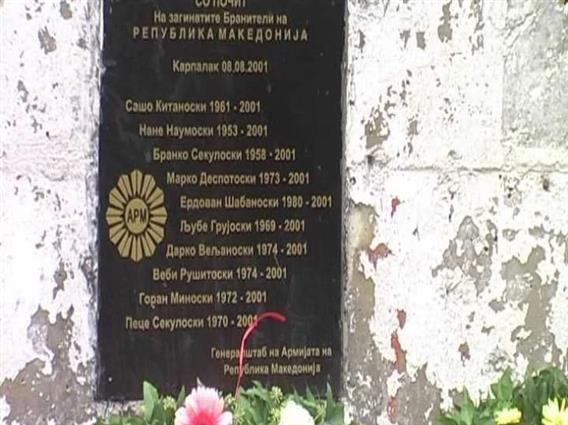 СО ПОЧИТ
На загинатите Бранители на
РЕПУБЛИКА МАКЕДОНИЈА
Карпалак 08.08.2001
Сашо Китаноски 1961 - 2001
Нане Наумоски 1953 - 2001
Бранко Секулоски 1958 - 2001
Марко Деспотоски 1973 - 2001
Ердован Шабаноски 1980 - 2001
Љубе Грујоски 1969 - 2001
АРМ
Дарко Вељаноски 1974 - 2001
Веби Рушитоски 1974 - 2001
Горан Миноски 1972 - 2001
Пеце Секулоски 1970 - 2001
Генералштаб на Армијата на
Република Македонија